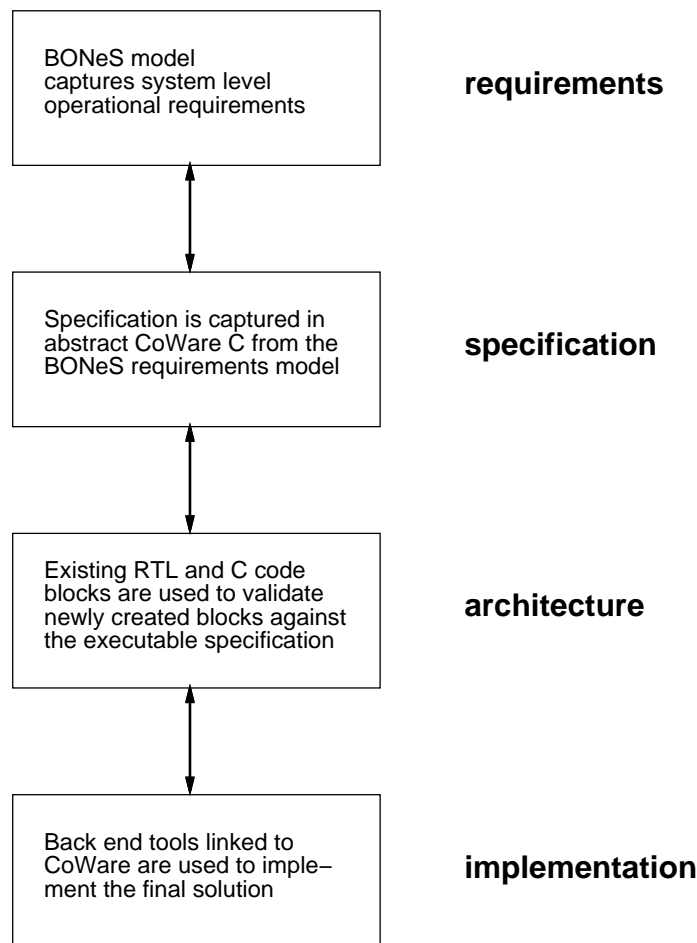 BONeS model
captures system level
operational requirements
requirements
Specification is captured in
abstract CoWare C from the
BONeS requirements model
specification
Existing RTL and C code
blocks are used to validate
newly created blocks against
the executable specification
architecture
Back end tools linked to
CoWare are used to imple−
ment the final solution
implementation